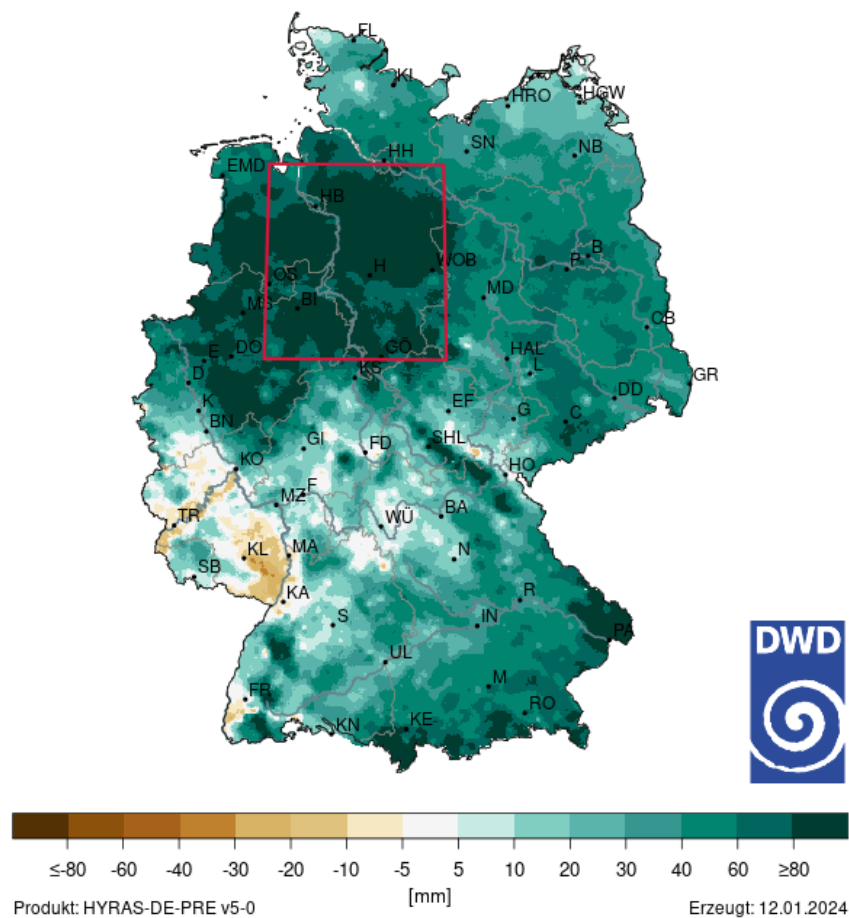 FL
KI
HRO
HGW
SN
NB
HH
EMD
HB
B
P
WOB
H
OS
MD
BI
MS
CB
GÖ
DO
E
HAL
L
GR
D
KS
DD
K
EF
G
C
BN
GI
FD
SHL
KO
HO
F
MZ
BA
TR
WÜ
MA
N
KL
SB
KA
R
S
IN
PA
UL
M
FR
RO
KN
KE
DWD
≤-80 -60 -40 -30 -20 -10 -5 5 10 20 30 40 60 ≥80
[mm]
Produkt: HYRAS-DE-PRE v5-0
Erzeugt: 12.01.2024